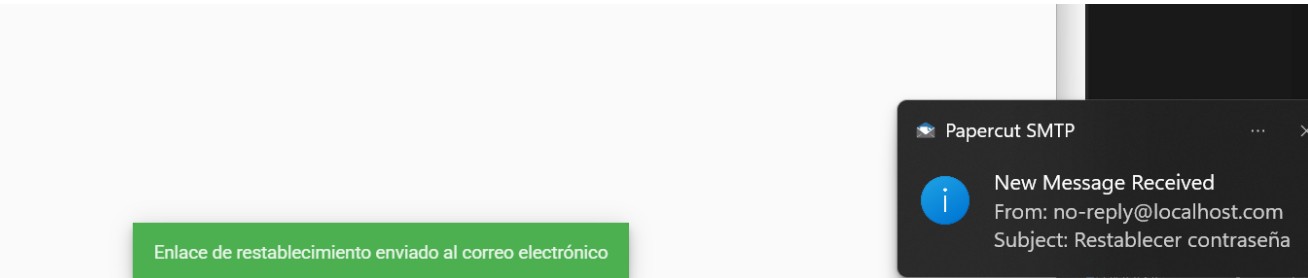 Enlace de restablecimiento enviado al correo electrónico
Papercut SMTP
New Message Received
From: no-reply@localhost.com
Subject: Restablecer contraseña